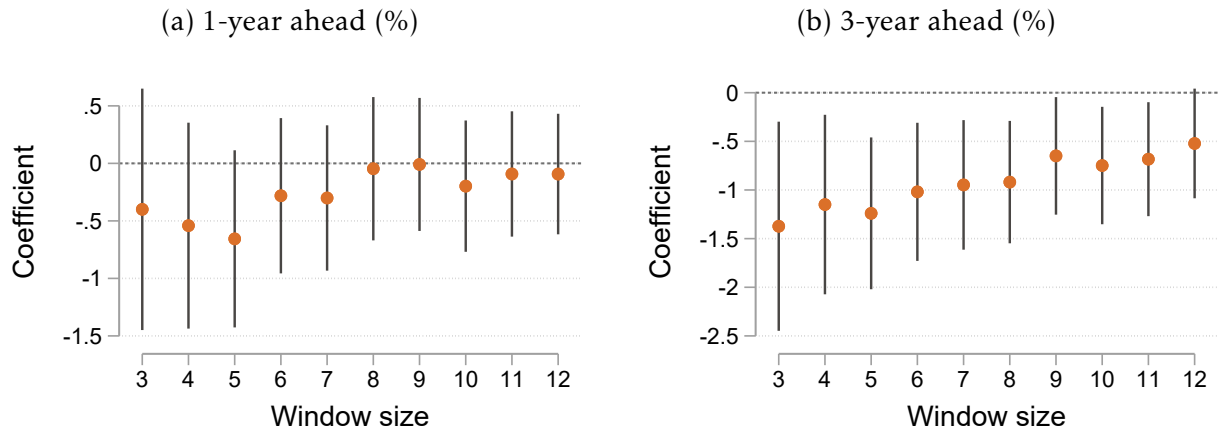 (a) 1-year ahead (%)
.5
0
-.5
-1
-1.5
Coefficient
3 4 5 6 7 8 9 10 11 12
Window size
(b) 3-year ahead (%)
0
-.5
-1
-1.5
-2
-2.5
Coefficient
3 4 5 6 7 8 9 10 11 12
Window size